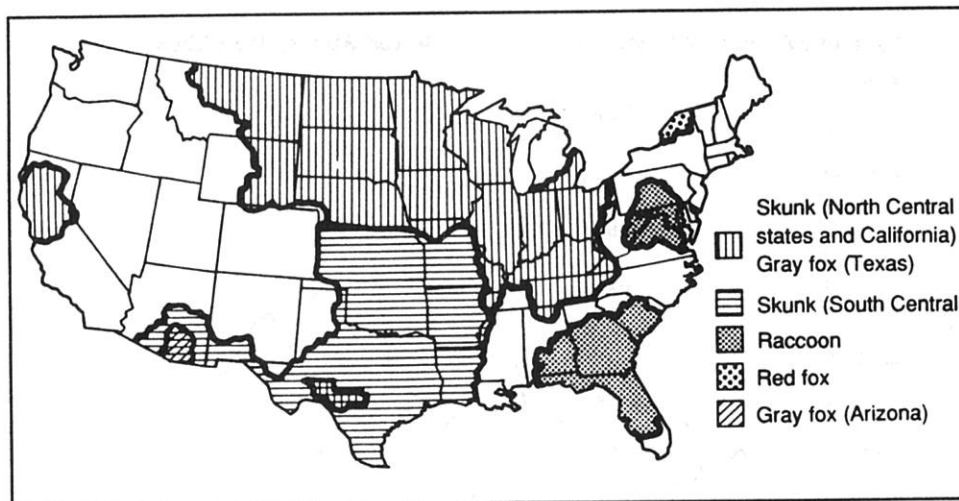 Skunk (North Central
states and California)
Gray fox (Texas)
Skunk (South Central
Raccoon
Red fox
Gray fox (Arizona)